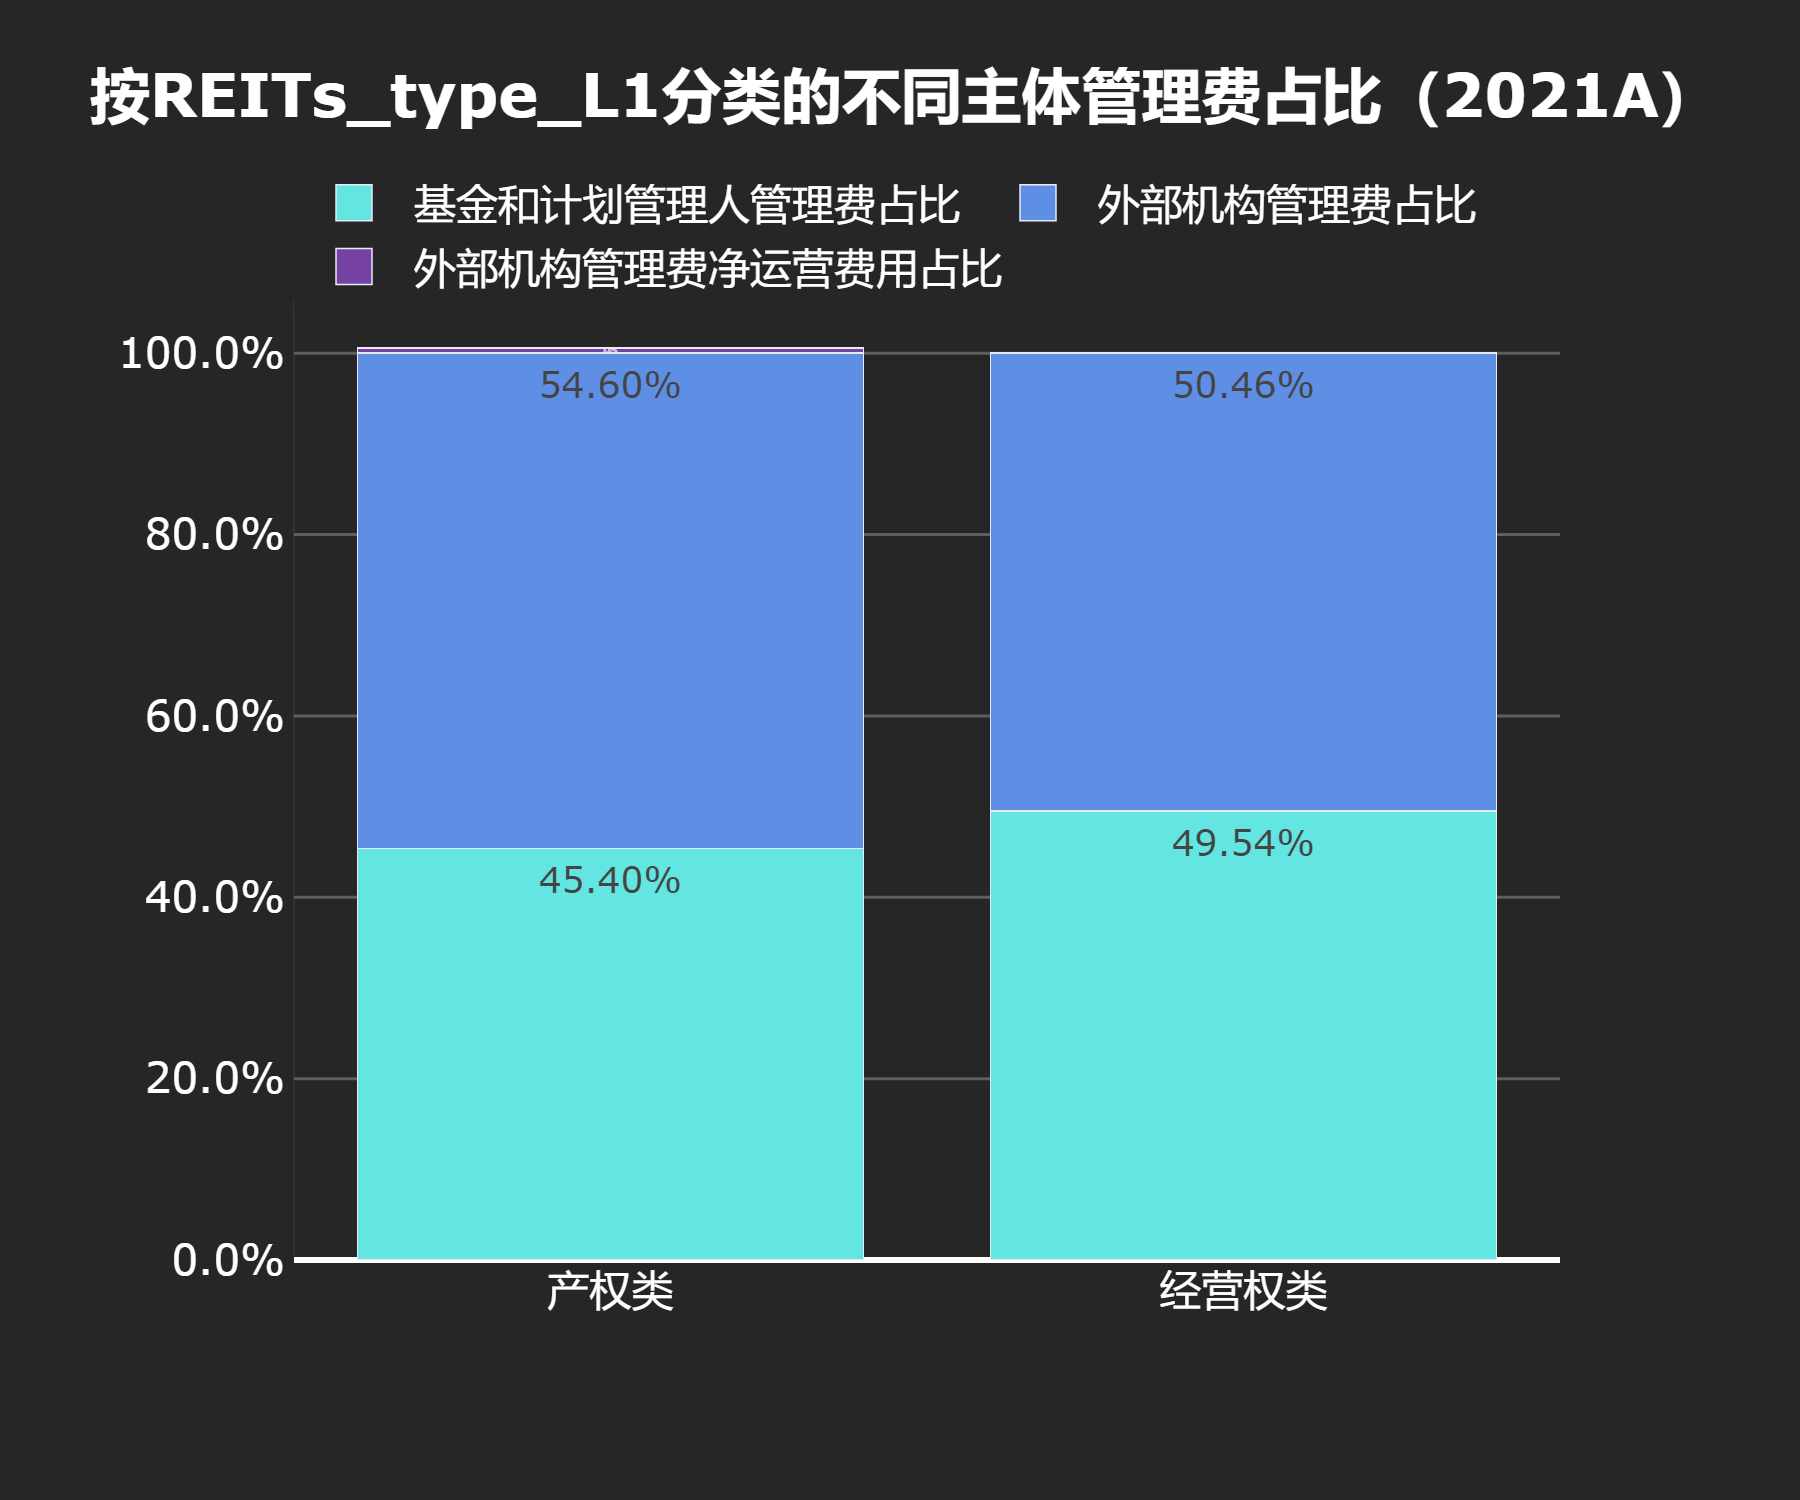 按REITs_type_L1分类的不同主体管理费占比（2021A）
基金和计划管理人管理费占比 外部机构管理费占比
外部机构管理费净运营费用占比
100.0%
54.60% 50.46%
80.0%
60.0%
49.54%
45.40%
40.0%
20.0%
0.0%
产权类 经营权类